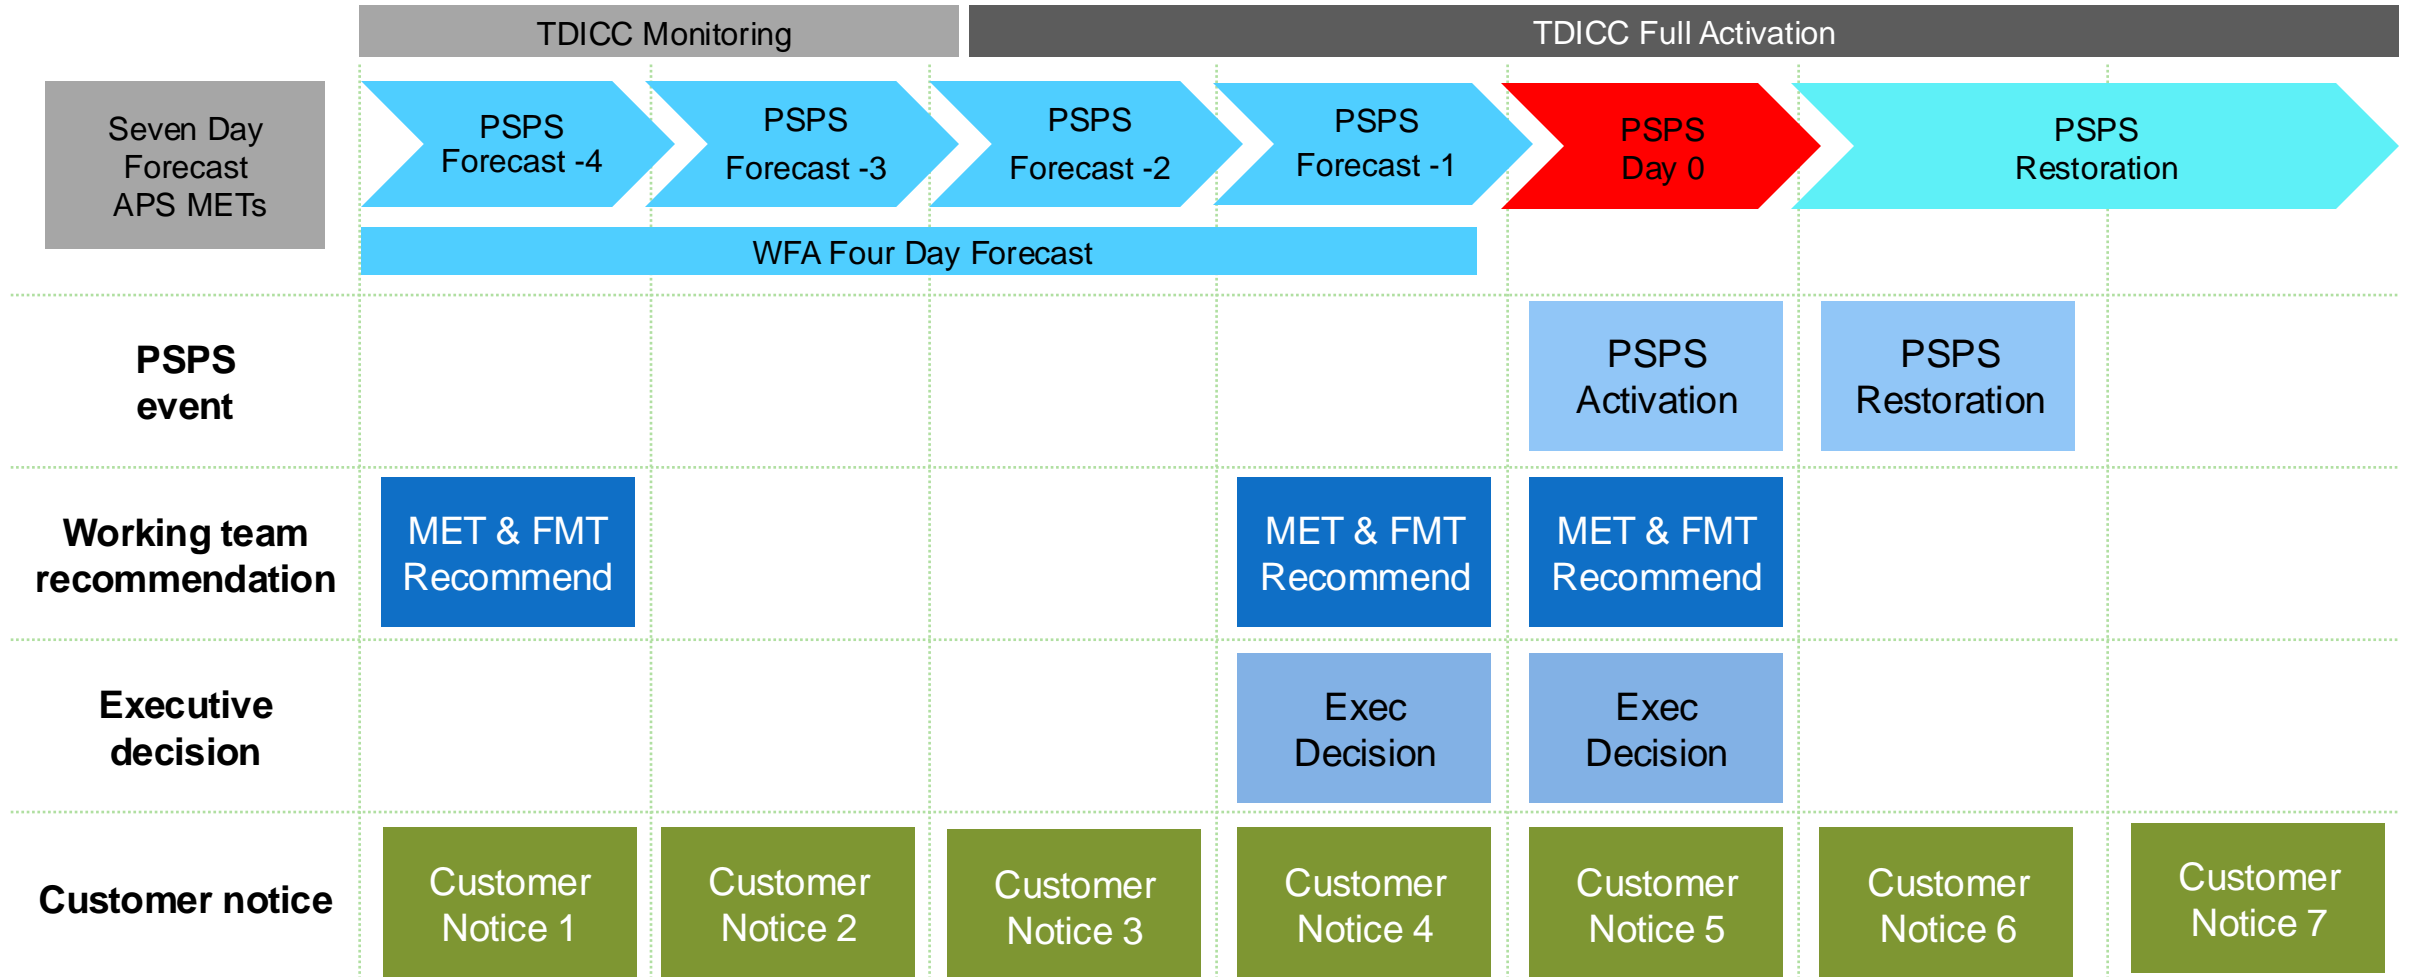 TDICC Monitoring
TDICC Full Activation
Seven Day
Forecast
APS METs
PSPS
Forecast -4
PSPS
Forecast -3
PSPS
Forecast -2
PSPS
Forecast -1
PSPS
Day 0
PSPS
Restoration
WFA Four Day Forecast
PSPS
event
PSPS
Activation
PSPS
Restoration
Working team
recommendation
MET & FMT
Recommend
MET & FMT
Recommend
MET & FMT
Recommend
Executive
decision
Exec
Decision
Exec
Decision
Customer notice
Customer
Notice 1
Customer
Notice 2
Customer
Notice 3
Customer
Notice 4
Customer
Notice 5
Customer
Notice 6
Customer
Notice 7